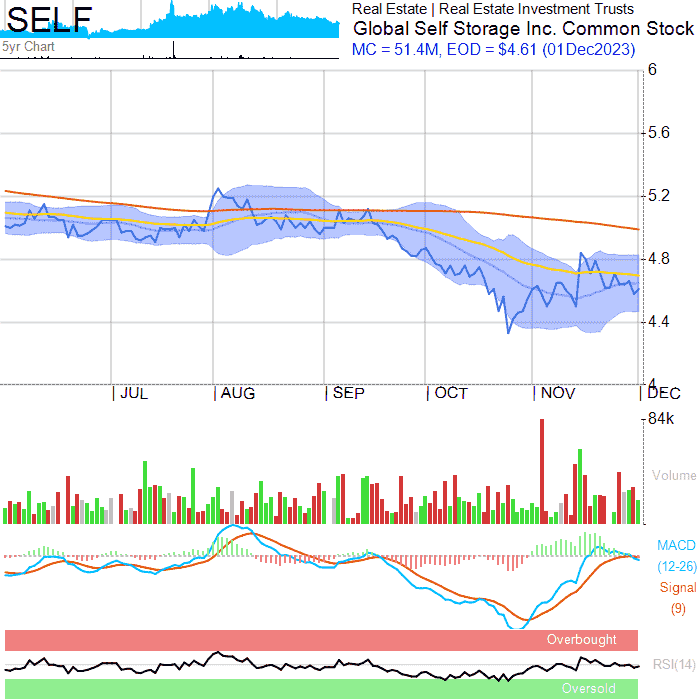 SELF
5yr Chart
Real Estate | Real Estate Investment Trusts
Global Self Storage Inc. Common Stock
MC = 51.4M, EOD = $4.61 (01Dec2023)
6
5.6
5.2
4.8
4.4
4
JUL
AUG
SEP
OCT
NOV
DEC
84k
Volume
MACD
(12-26)
Signal
(9)
Overbought
RSI(14)
Oversold